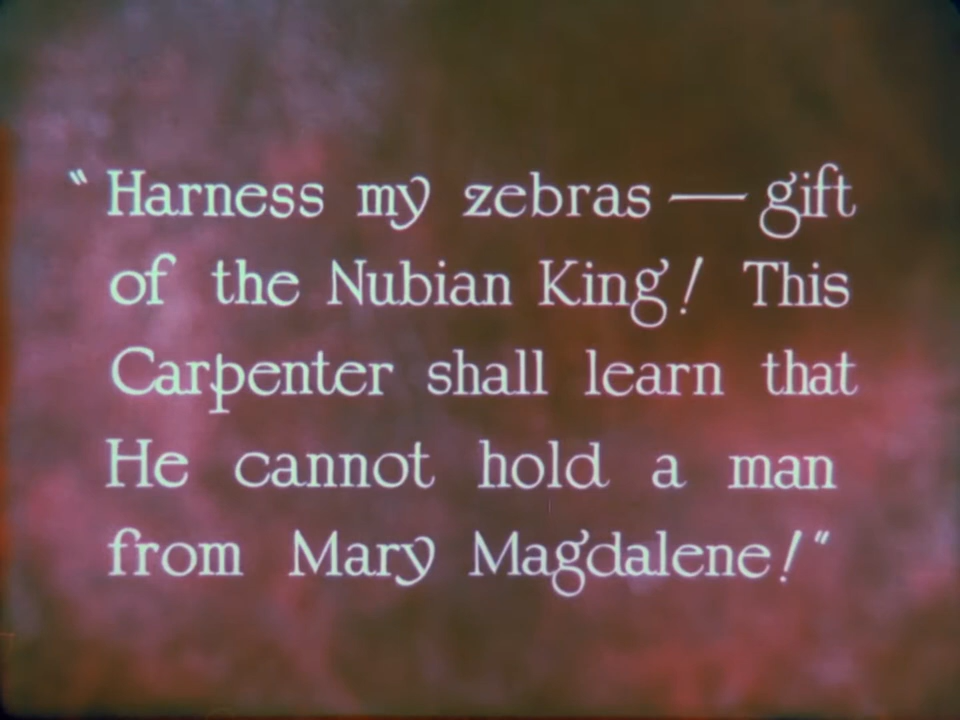 “Harness my zebras — gift
of the Nubian King! This
Carpenter shall learn that
He cannot hold a man
from Mary Magdalene!”